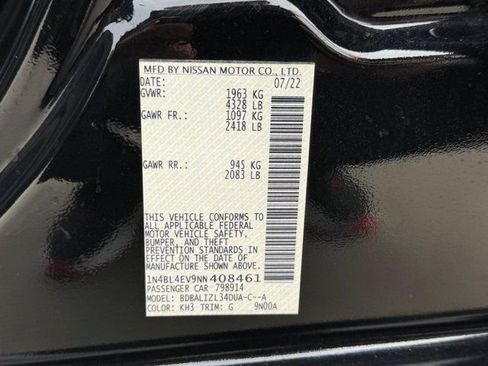 MFD BY NISSAN MOTOR CO., LTD.
DATE: 07/22
GVWR: 1963 KG
4328 LB
GAWR FR: 1097 KG
2418 LB
GAWR RR: 945 KG
2083 LB
THIS VEHICLE CONFORMS TO
ALL APPLICABLE FEDERAL
MOTOR VEHICLE SAFETY,
BUMPER, AND THEFT
PREVENTION STANDARDS IN
EFFECT ON THE DATE OF
MANUFACTURE SHOWN ABOVE.
1N4BL4EV9NN408461
PASSENGER CAR 798914
MODEL: BDBALIZL34DUA-C--A
COLOR: KH3 TRIM: G 9N00A